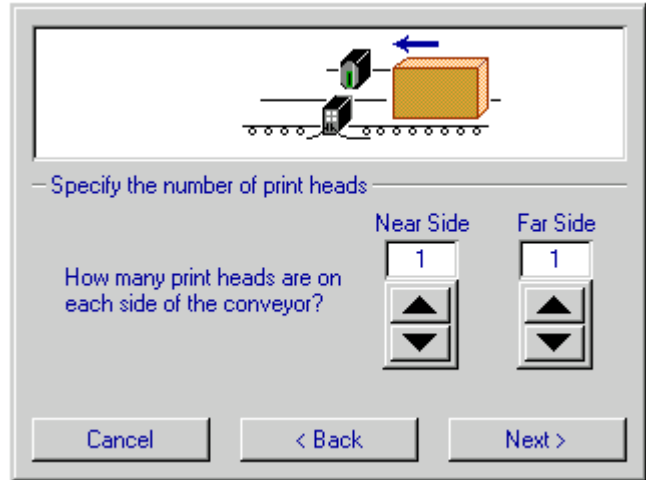 Specify the number of print heads
Near Side Far Side
1 1
How many print heads are on
each side of the conveyor?
Cancel < Back Next >